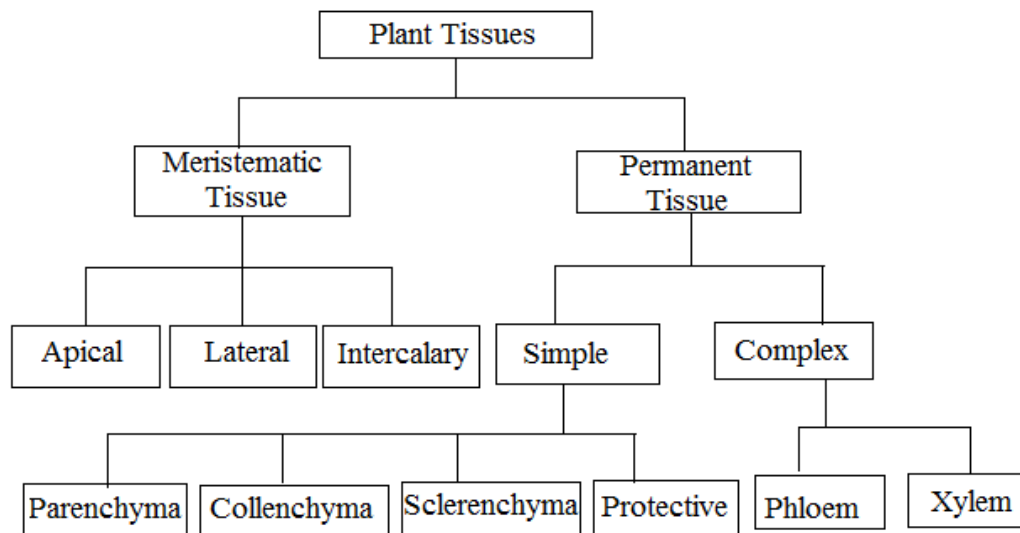 Plant Tissues
Meristematic
Tissue
Permanent
Tissue
Apical
Lateral
Intercalary
Simple
Complex
Parenchyma
Collenchyma
Sclerenchyma
Protective
Phloem
Xylem